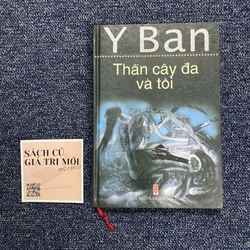 Y Ban
Thần cây đa
và tôi
SÁCH CŨ
GIÁ TRỊ MỚI